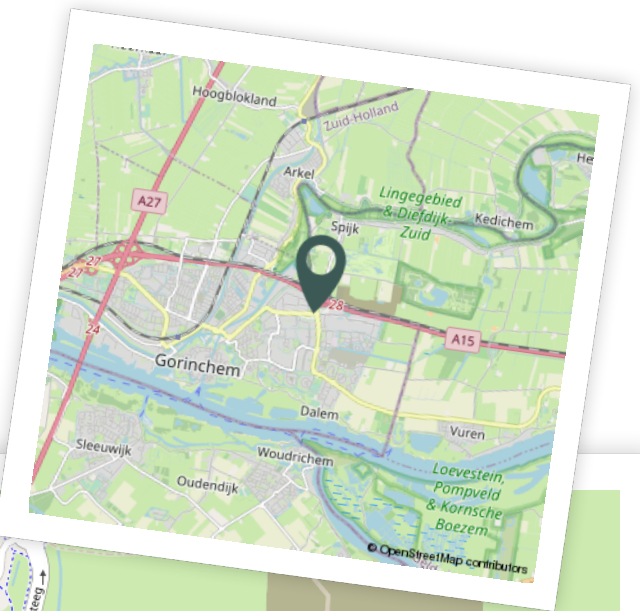 Hoogblokland
Zuid-Holland
Arkel
A27
Lingegebied
& Diefdijk-
Zuid
Kedichem
Spijk
27
27
28
24
A15
Gorinchem
Dalem
Vuren
Sleeuwijk
Woudrichem
Oudendijk
Loevestein,
Pompveld
& Kornsche
Boezem
© OpenStreetMap contributors